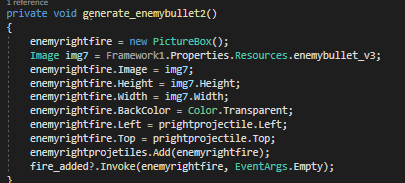 1 reference
private void generate_enemybullet2()
{
enemyrightfire = new PictureBox();
Image img7 = Framework1.Properties.Resources.enemybullet_v3;
enemyrightfire.Image = img7;
enemyrightfire.Height = img7.Height;
enemyrightfire.Width = img7.Width;
enemyrightfire.BackColor = Color.Transparent;
enemyrightfire.Left = prightprojectile.Left;
enemyrightfire.Top = prightprojectile.Top;
enemyrightprojetiles.Add(enemyrightfire);
fire_added?.Invoke(enemyrightfire, EventArgs.Empty);
}